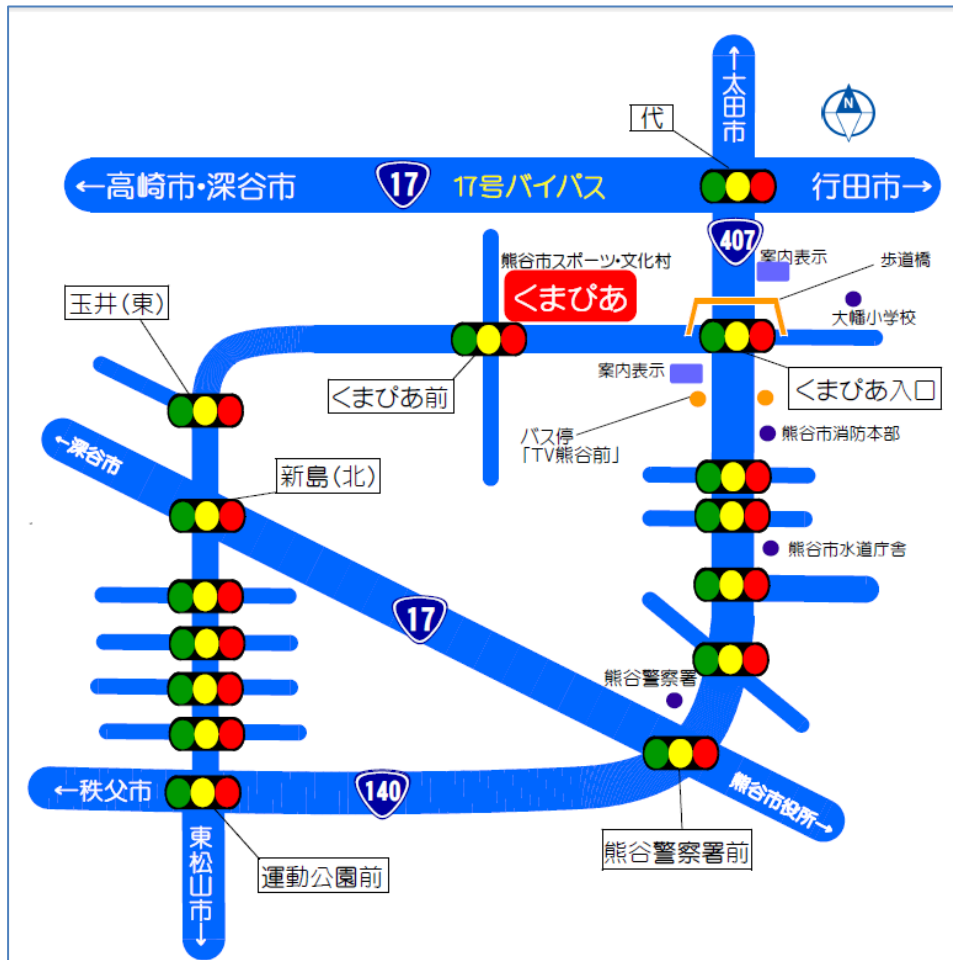 ↑太田市
N
代
←高崎市・深谷市
17
17号バイパス
行田市→
407
案内表示
歩道橋
熊谷市スポーツ・文化村
くまぴあ
大幡小学校
玉井(東)
くまぴあ前
案内表示
くまぴあ入口
バス停
「TV熊谷前」
熊谷市消防本部
←深谷市
新島(北)
熊谷市水道庁舎
17
熊谷警察署
←秩父市
140
熊谷市役所→
東松山市→
運動公園前
熊谷警察署前